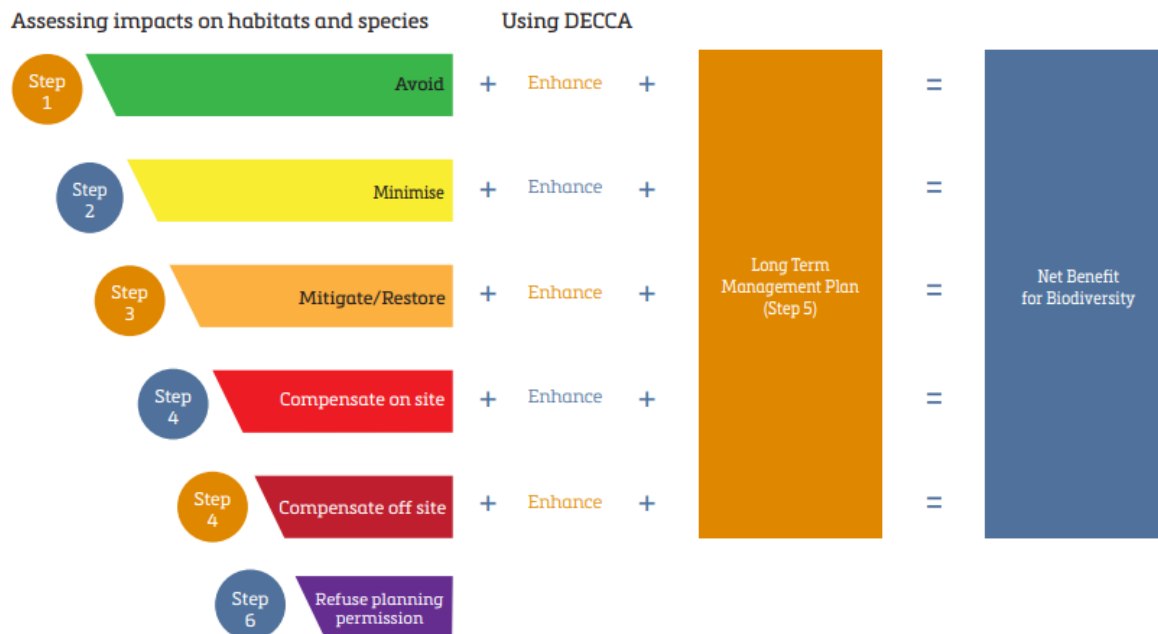 Assessing impacts on habitats and species
Using DECCA
Step
1
Avoid
+ Enhance + =
Step
2
Minimise
+ Enhance + =
Step
3
Mitigate/Restore
+ Enhance + =
Long Term
Management Plan
(Step 5)
Net Benefit
for Biodiversity
Step
4
Compensate on site
+ Enhance + =
Step
4
Compensate off site
+ Enhance + =
Step
6
Refuse planning
permission